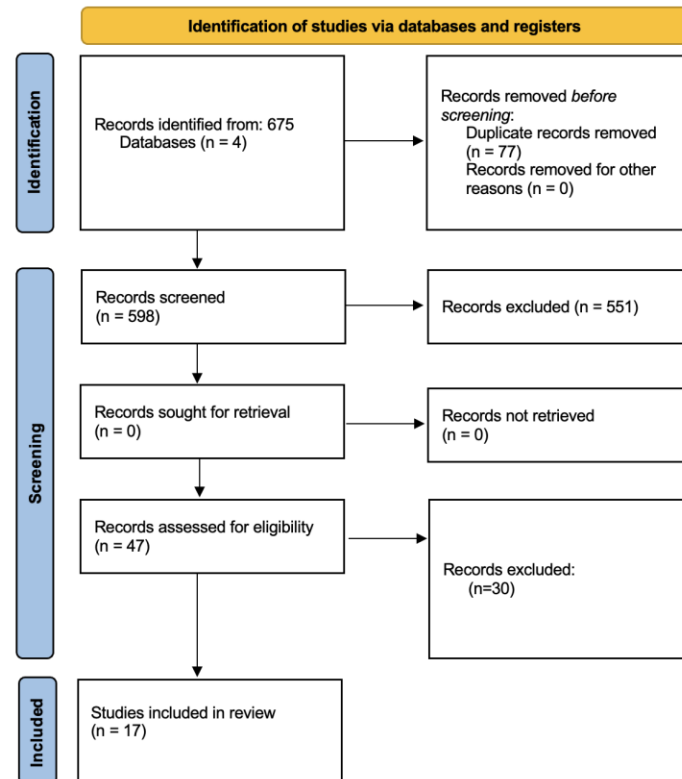 Identification of studies via databases and registers
Identification
Records identified from: 675
Databases (n = 4)
Records removed before
screening:
Duplicate records removed
(n = 77)
Records removed for other
reasons (n = 0)
Screening
Records screened
(n = 598)
Records excluded (n = 551)
Records sought for retrieval
(n = 0)
Records not retrieved
(n = 0)
Records assessed for eligibility
(n = 47)
Records excluded:
(n=30)
Included
Studies included in review
(n = 17)